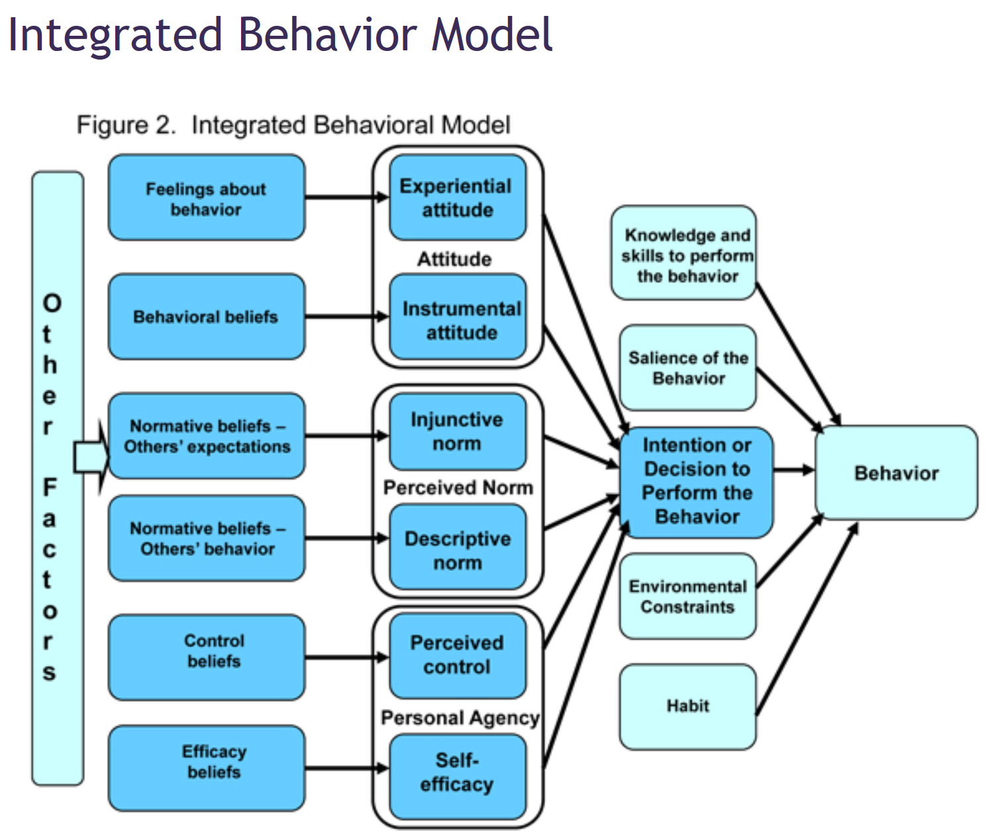 Integrated Behavior Model
Figure 2. Integrated Behavioral Model
Other Factors
Feelings about
behavior
Experiential
attitude
Attitude
Behavioral beliefs
Instrumental
attitude
Normative beliefs –
Others’ expectations
Injunctive
norm
Perceived Norm
Normative beliefs –
Others’ behavior
Descriptive
norm
Control
beliefs
Perceived
control
Personal Agency
Efficacy
beliefs
Self-
efficacy
Knowledge and
skills to perform
the behavior
Salience of the
Behavior
Intention or
Decision to
Perform the
Behavior
Environmental
Constraints
Habit
Behavior